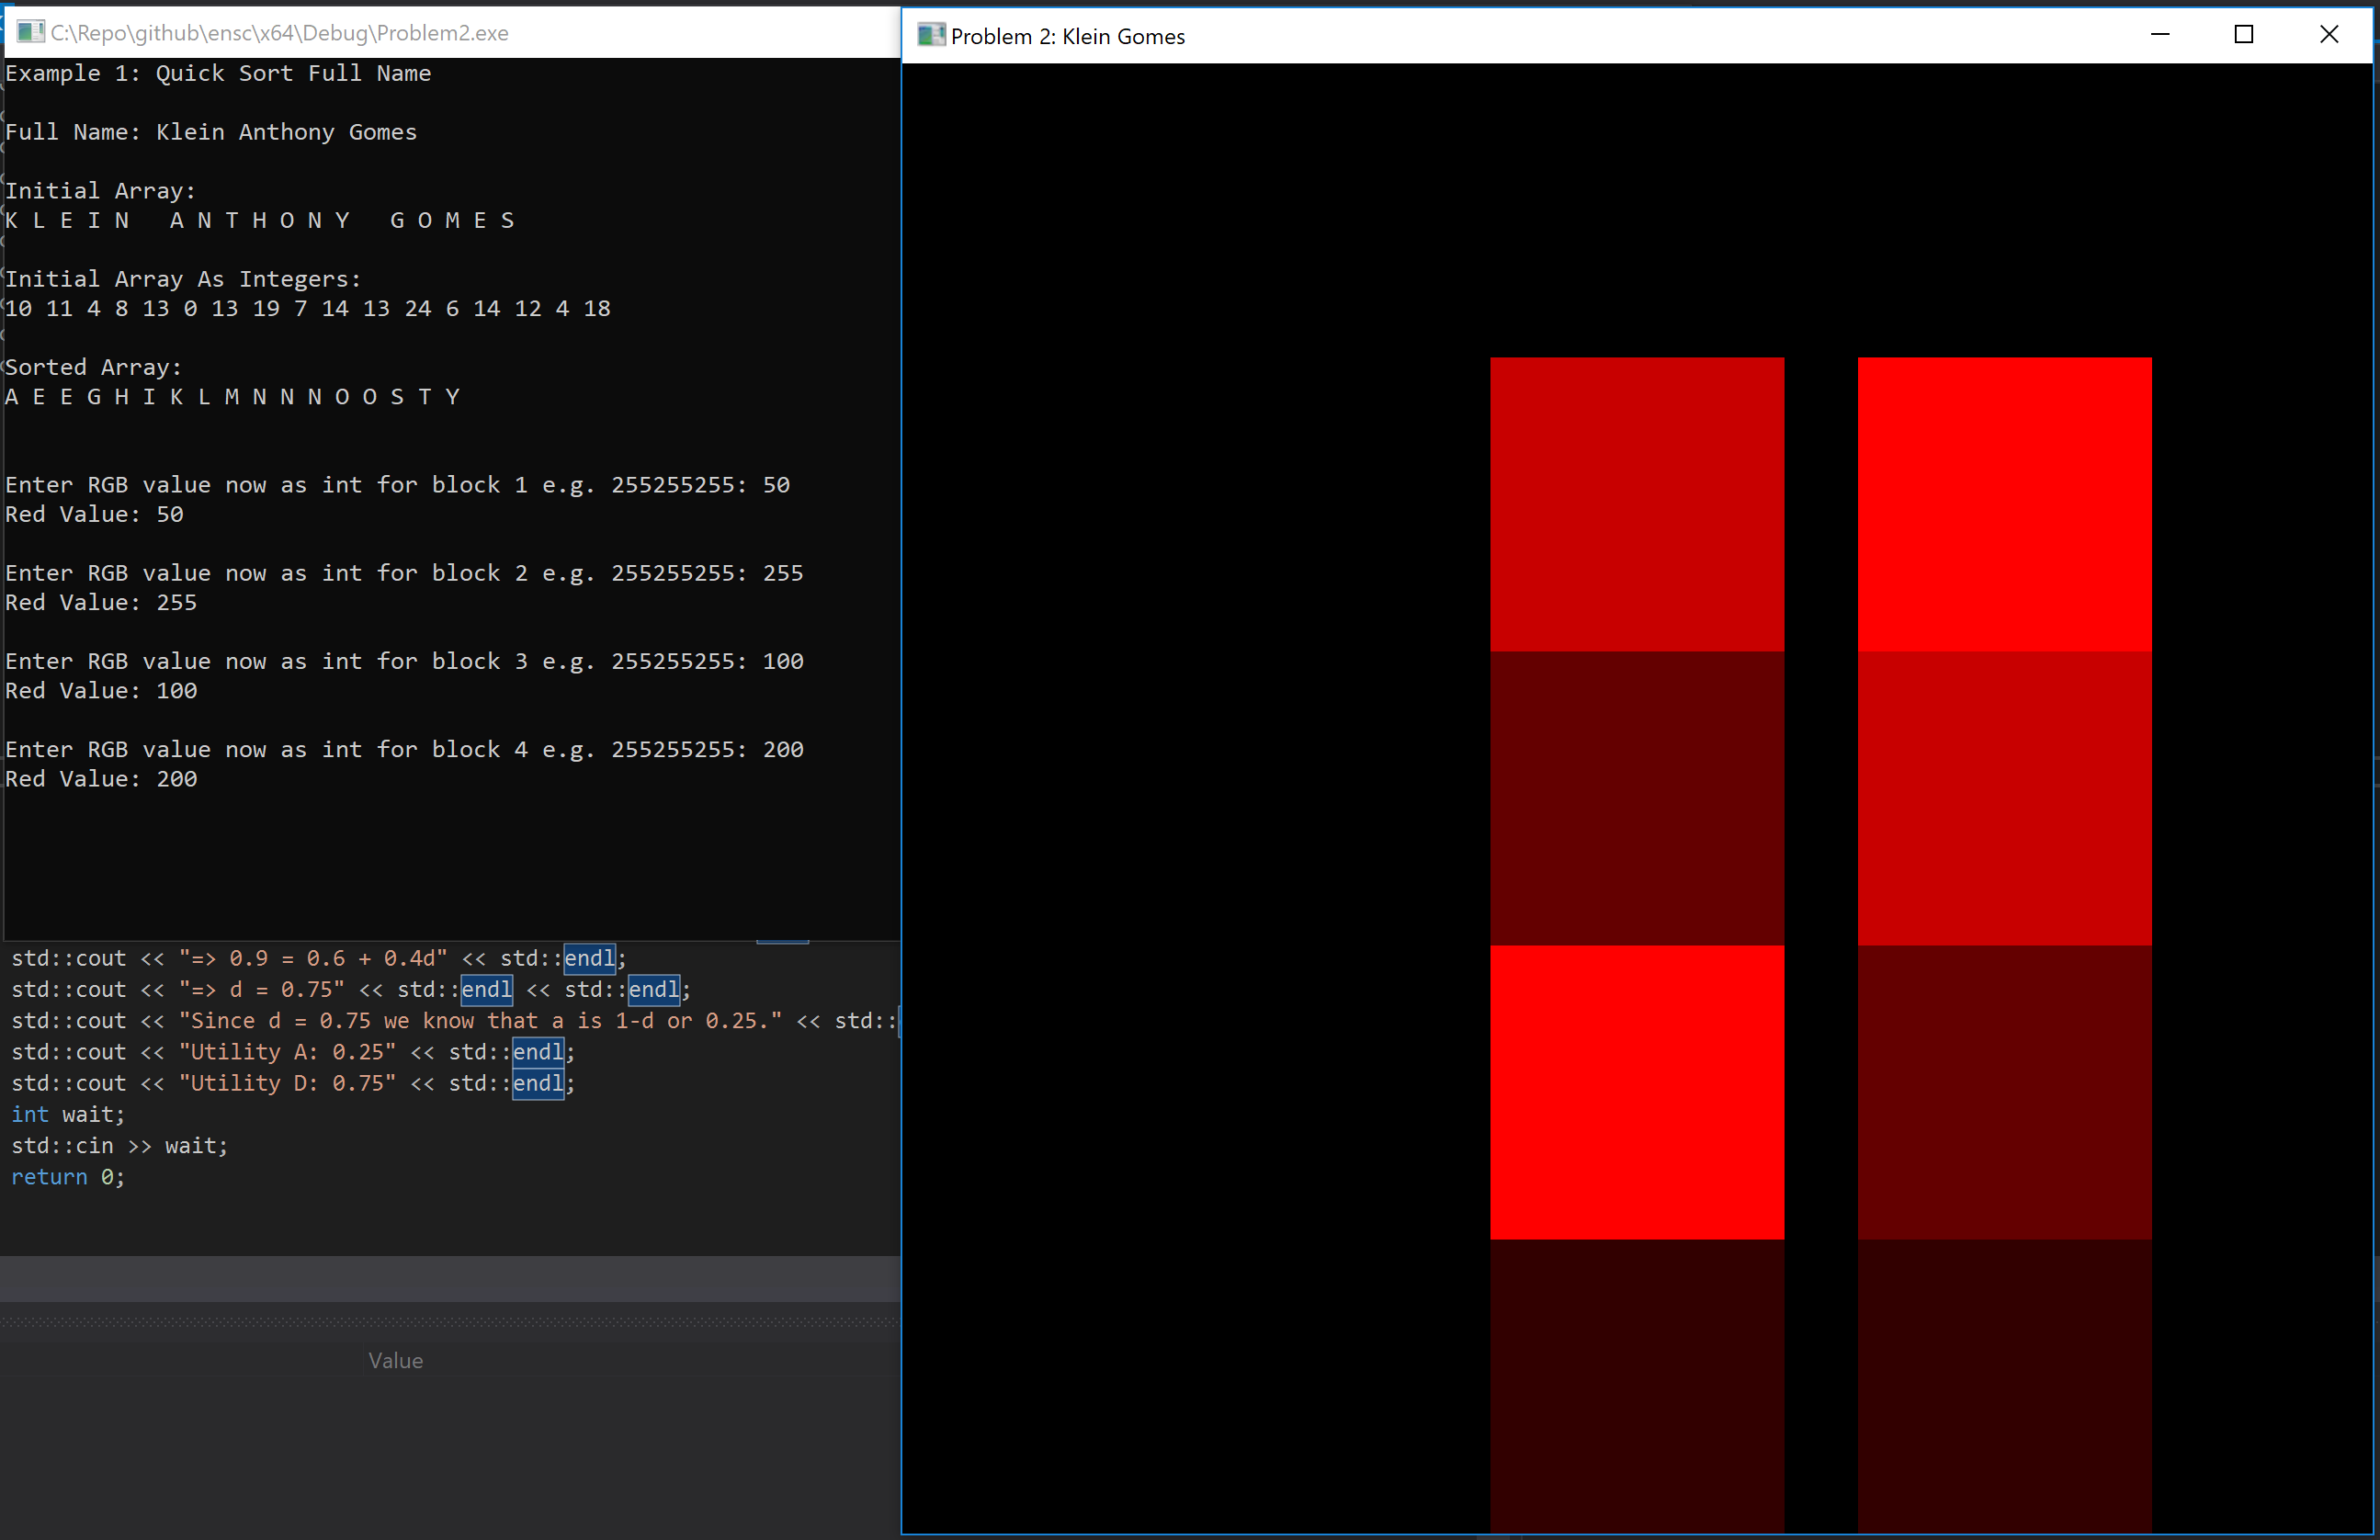 C:\Repo\github\ensc\x64\Debug\Problem2.exe
Example 1: Quick Sort Full Name
Full Name: Klein Anthony Gomes
Initial Array:
K L E I N   A N T H O N Y   G O M E S
Initial Array As Integers:
10 11 4 8 13 0 13 19 7 14 13 24 6 14 12 4 18
Sorted Array:
A E E G H I K L M N N N O O S T Y
Enter RGB value now as int for block 1 e.g. 255255255: 50
Red Value: 50
Enter RGB value now as int for block 2 e.g. 255255255: 255
Red Value: 255
Enter RGB value now as int for block 3 e.g. 255255255: 100
Red Value: 100
Enter RGB value now as int for block 4 e.g. 255255255: 200
Red Value: 200
std::cout << "=> 0.9 = 0.6 + 0.4d" << std::endl;
std::cout << "=> d = 0.75" << std::endl << std::endl;
std::cout << "Since d = 0.75 we know that a is 1-d or 0.25." << std::
std::cout << "Utility A: 0.25" << std::endl;
std::cout << "Utility D: 0.75" << std::endl;
int wait;
std::cin >> wait;
return 0;
Value
Problem 2: Klein Gomes